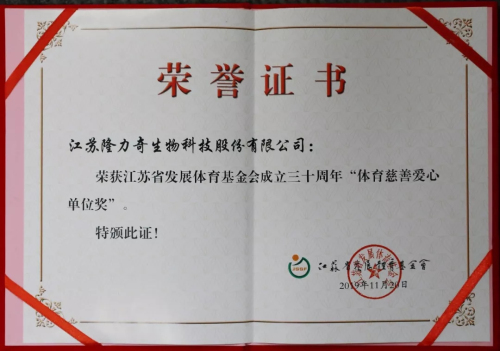 荣誉证书
江苏隆力奇生物科技股份有限公司：
荣获江苏省发展体育基金会成立三十周年“体育慈善爱心
单位奖”。
特颁此证！
江苏省发展体育基金会
2019年11月20日